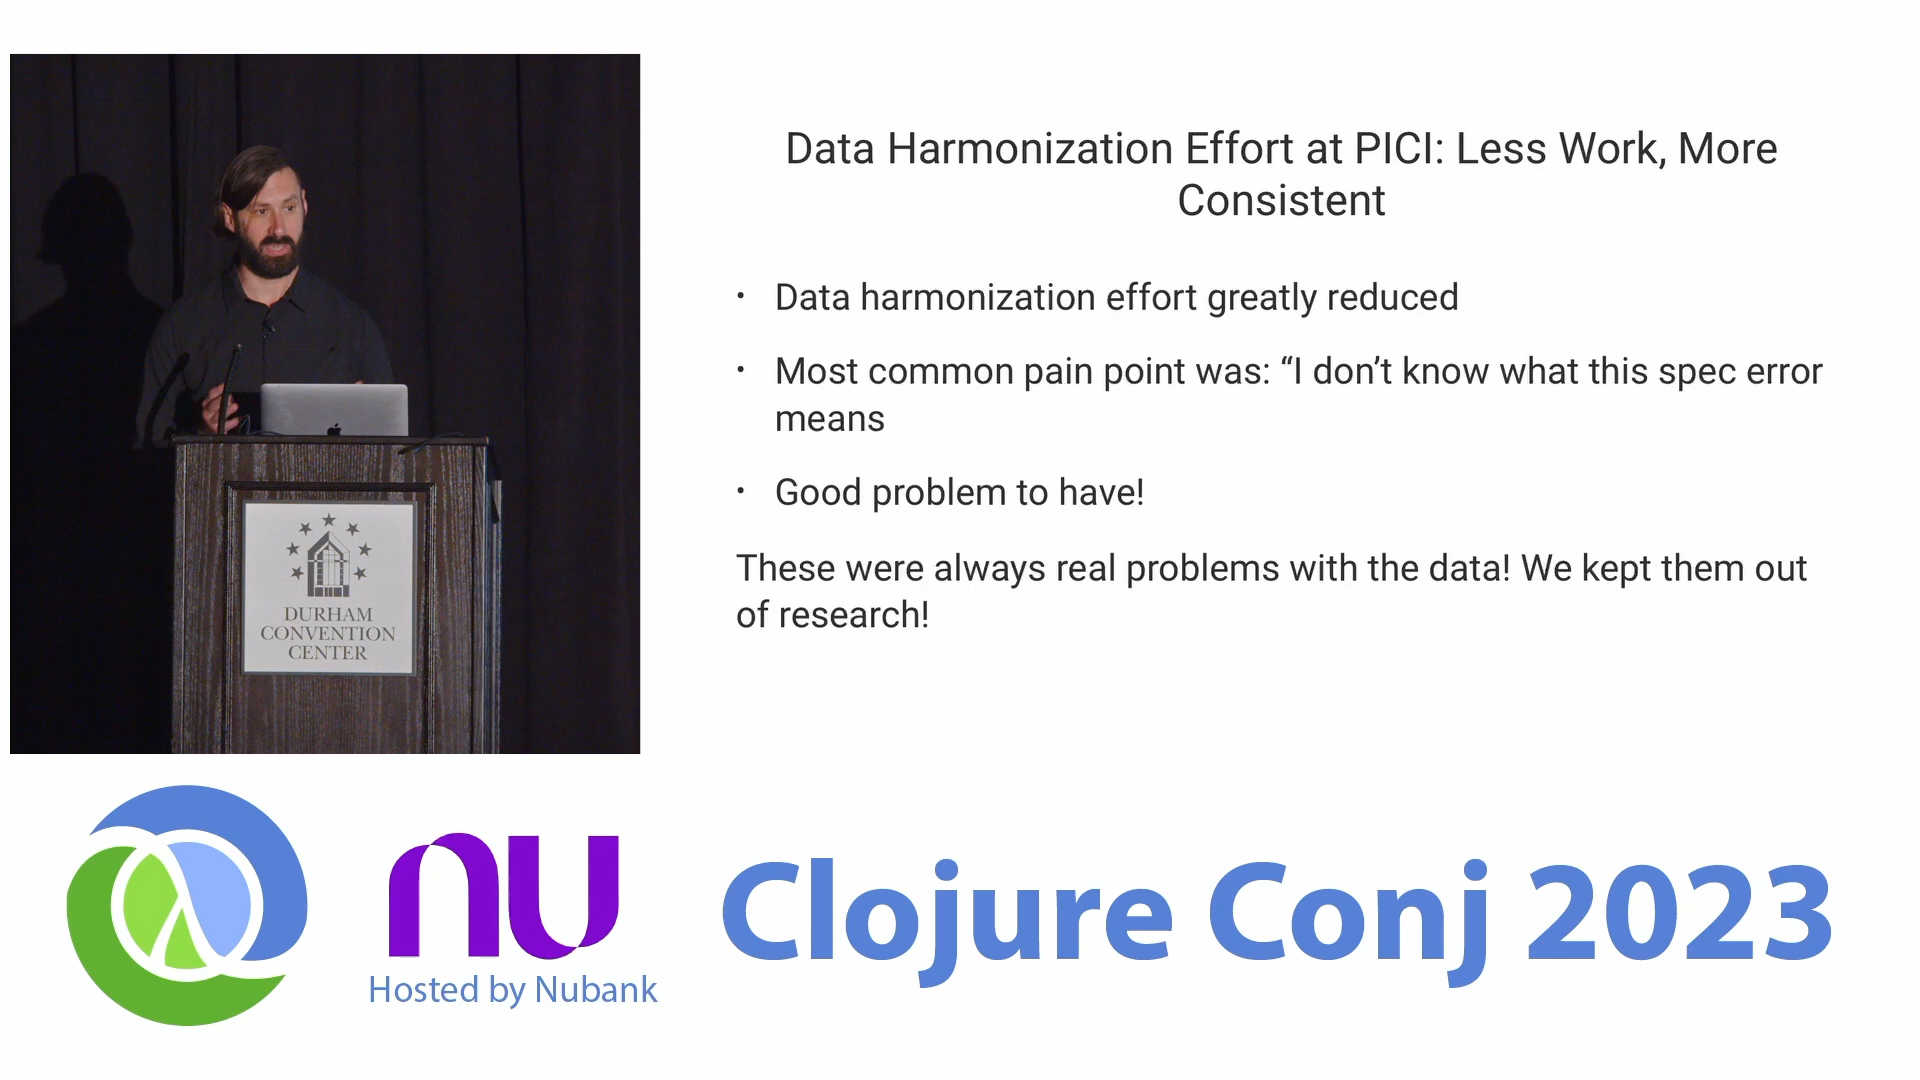 Data Harmonization Effort at PICI: Less Work, More
Consistent
• Data harmonization effort greatly reduced
• Most common pain point was: “I don’t know what this spec error
means
• Good problem to have!
These were always real problems with the data! We kept them out
of research!
DURHAM
CONVENTION
CENTER
nu
Hosted by Nubank
Clojure Conj 2023